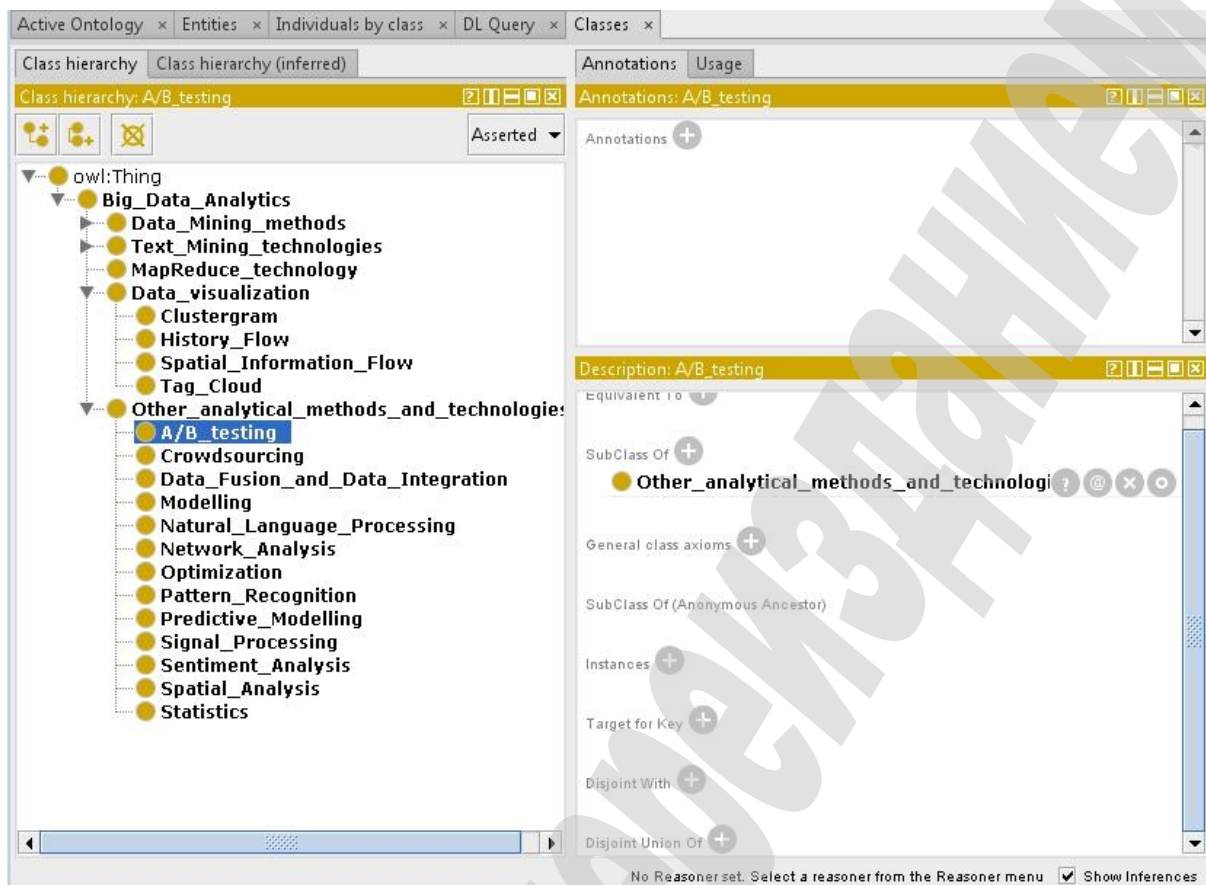 Active Ontology × Entities × Individuals by class × DL Query × Classes ×
Class hierarchy Class hierarchy (inferred)
Class hierarchy: A/B_testing
Asserted
owl:Thing
Big_Data_Analytics
Data_Mining_methods
Text_Mining_technologies
MapReduce_technology
Data_visualization
Clustergram
History_Flow
Spatial_Information_Flow
Tag_Cloud
Other_analytical_methods_and_technologies
A/B_testing
Crowdsourcing
Data_Fusion_and_Data_Integration
Modelling
Natural_Language_Processing
Network_Analysis
Optimization
Pattern_Recognition
Predictive_Modelling
Signal_Processing
Sentiment_Analysis
Spatial_Analysis
Statistics
Annotations Usage
Annotations: A/B_testing
Annotations
Description: A/B_testing
Equivalent To
SubClass Of
Other_analytical_methods_and_technologi
General class axioms
SubClass Of (Anonymous Ancestor)
Instances
Target for Key
Disjoint With
Disjoint Union Of
No Reasoner set. Select a reasoner from the Reasoner menu Show Inferences